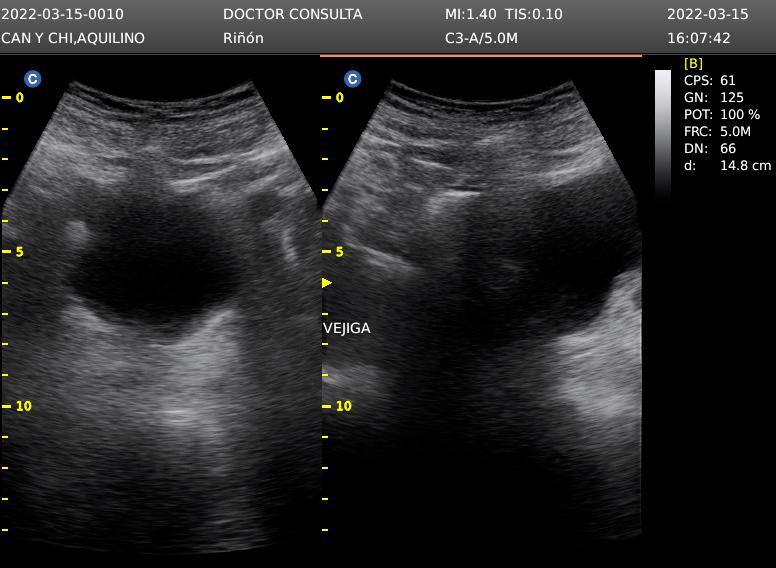 2022-03-15-0010 DOCTOR CONSULTA MI:1.40 TIS:0.10 2022-03-15
CAN Y CHI,AQUILINO Riñón C3-A/5.0M 16:07:42
C C [B]
0 0 CPS: 61
GN: 125
POT: 100 %
FRC: 5.0M
DN: 66
d: 14.8 cm
5 5
VEJIGA
10 10